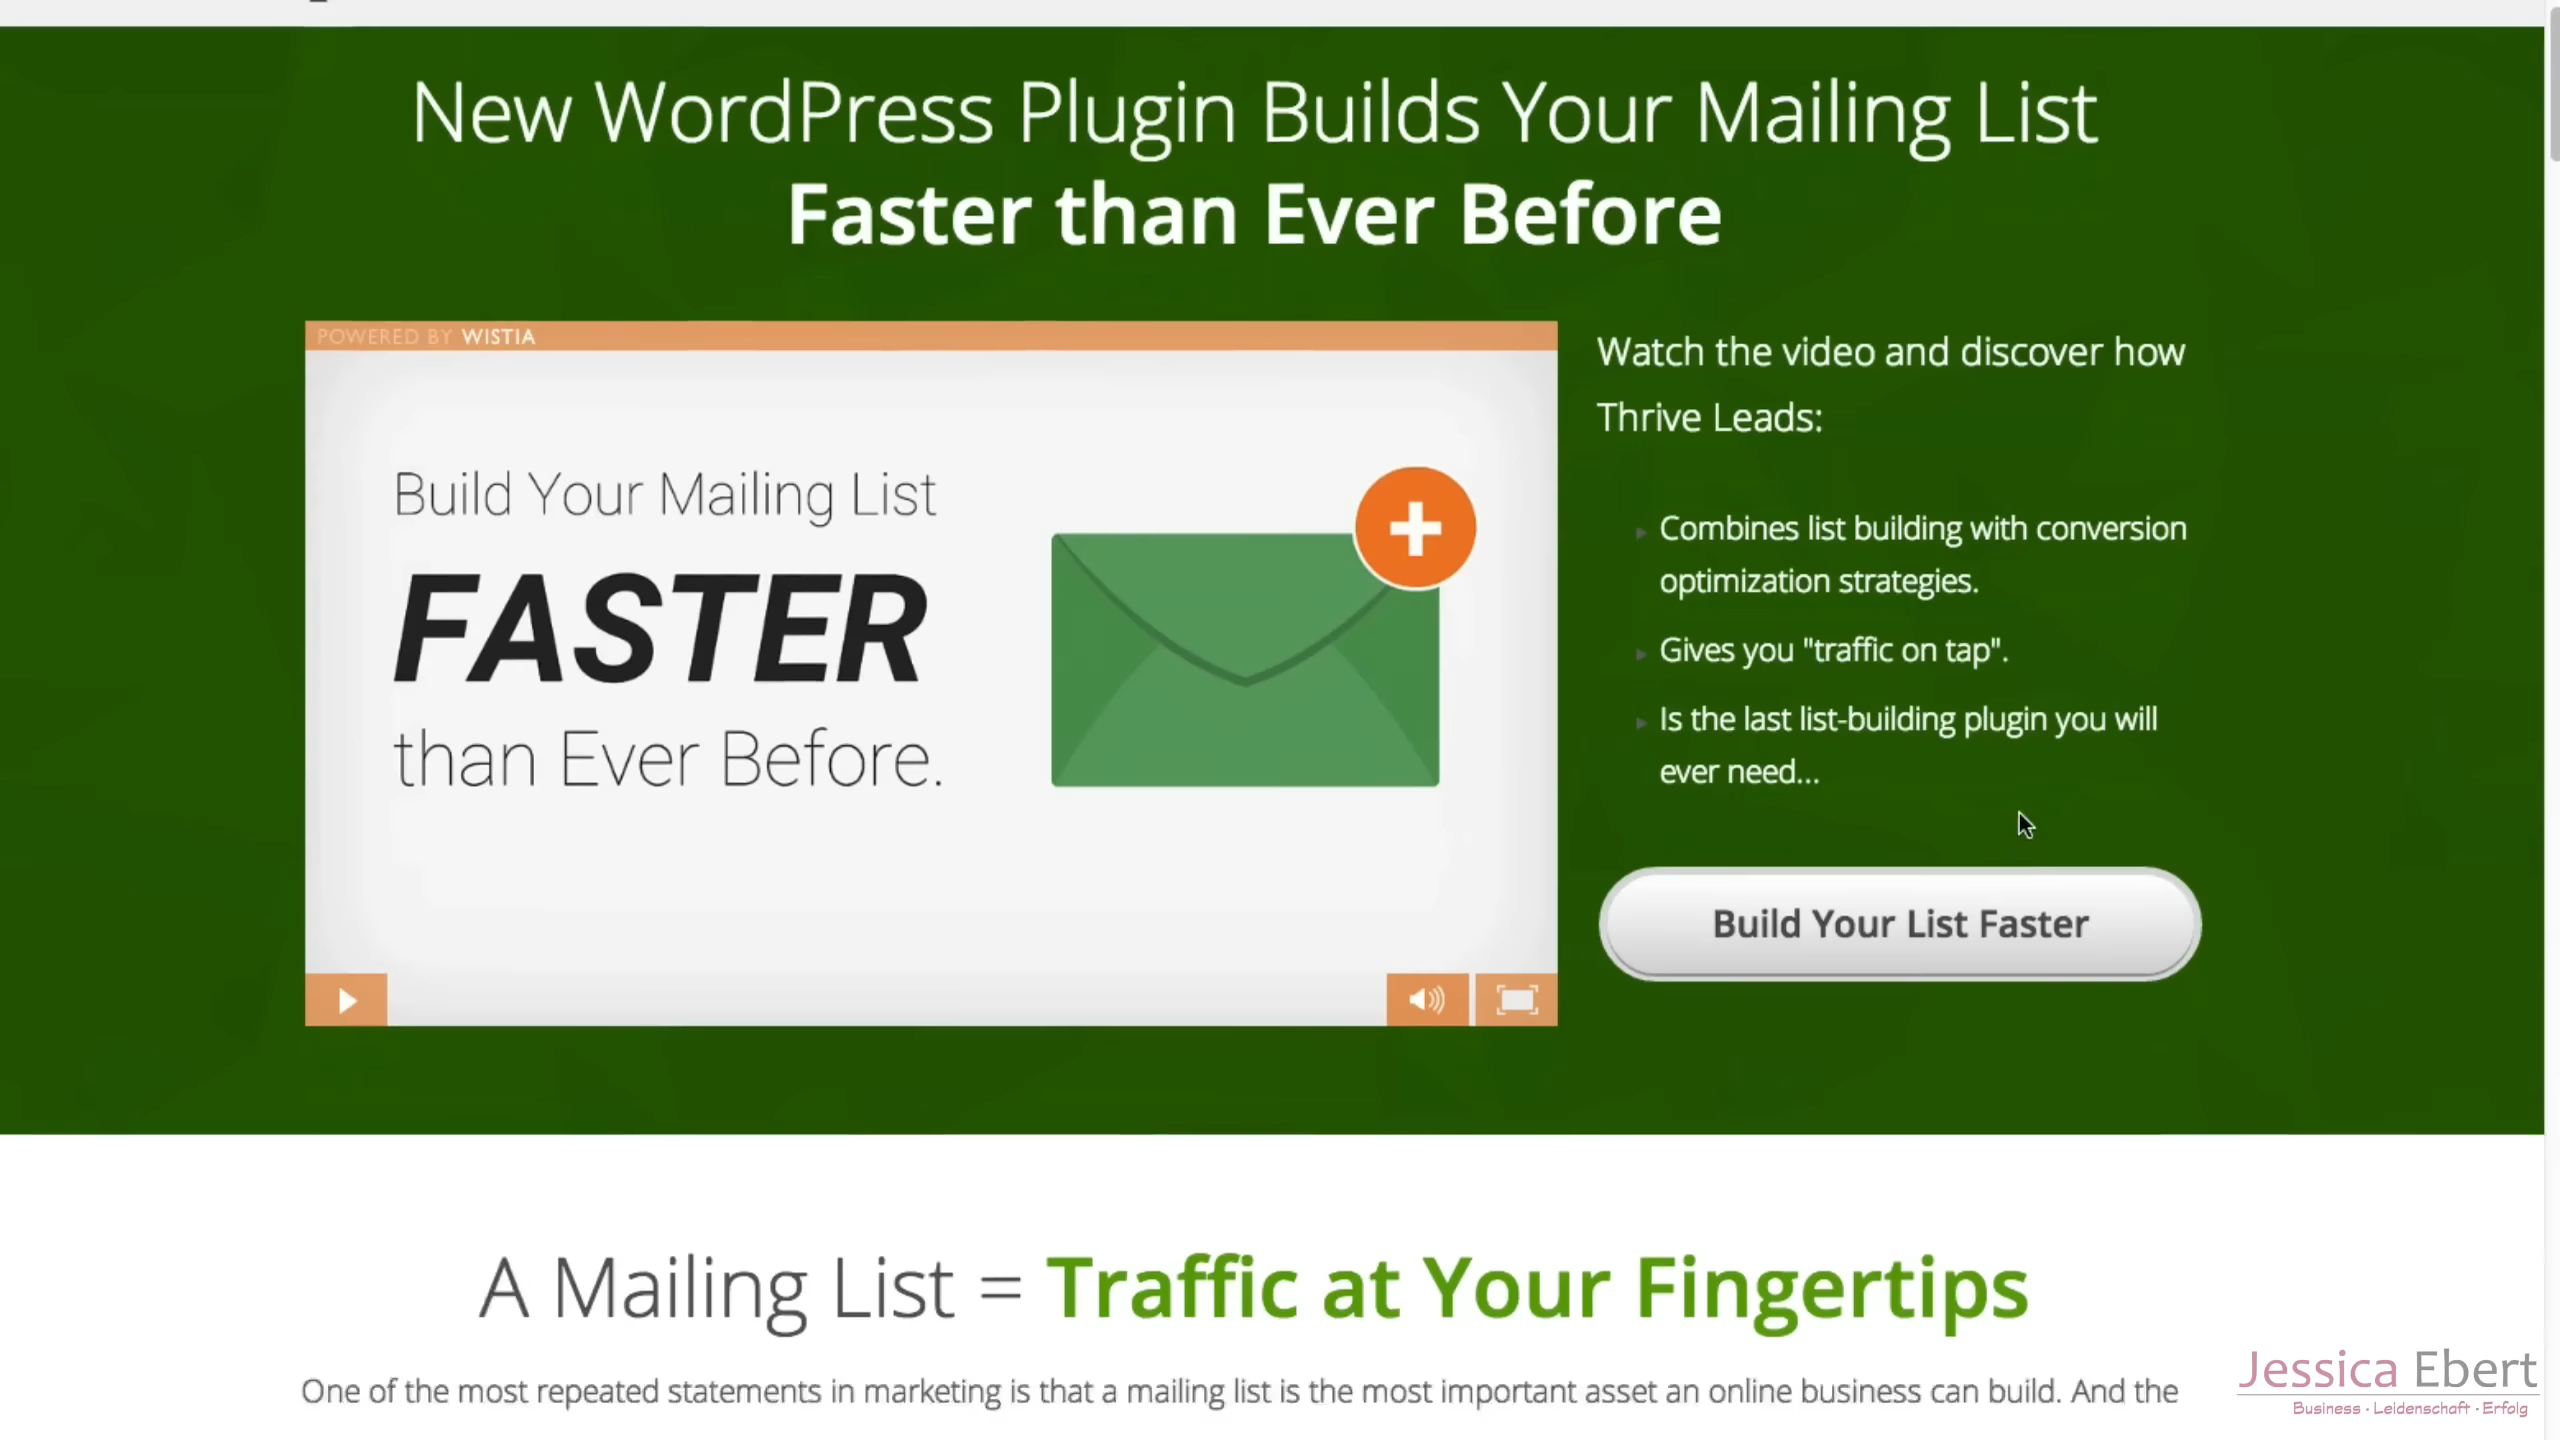 New WordPress Plugin Builds Your Mailing List
Faster than Ever Before
POWERED BY WISTIA
Build Your Mailing List
FASTER
than Ever Before.
Watch the video and discover how
Thrive Leads:
Combines list building with conversion
optimization strategies.
Gives you "traffic on tap".
Is the last list-building plugin you will
ever need...
Build Your List Faster
A Mailing List = Traffic at Your Fingertips
One of the most repeated statements in marketing is that a mailing list is the most important asset an online business can build. And the
Jessica Ebert
Business · Leidenschaft · Erfolg